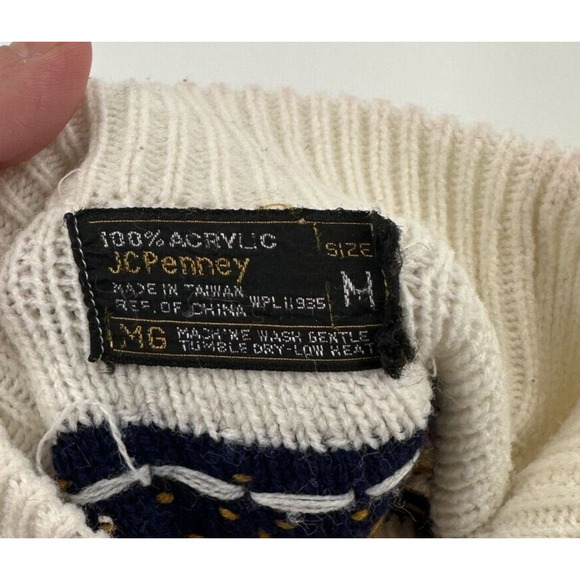 100% ACRYLIC
JCPenney
MADE IN TAIWAN
REP. OF CHINA WPL 11935
SIZE
M
MG MACHINE WASH GENTLE
TUMBLE DRY-LOW HEAT